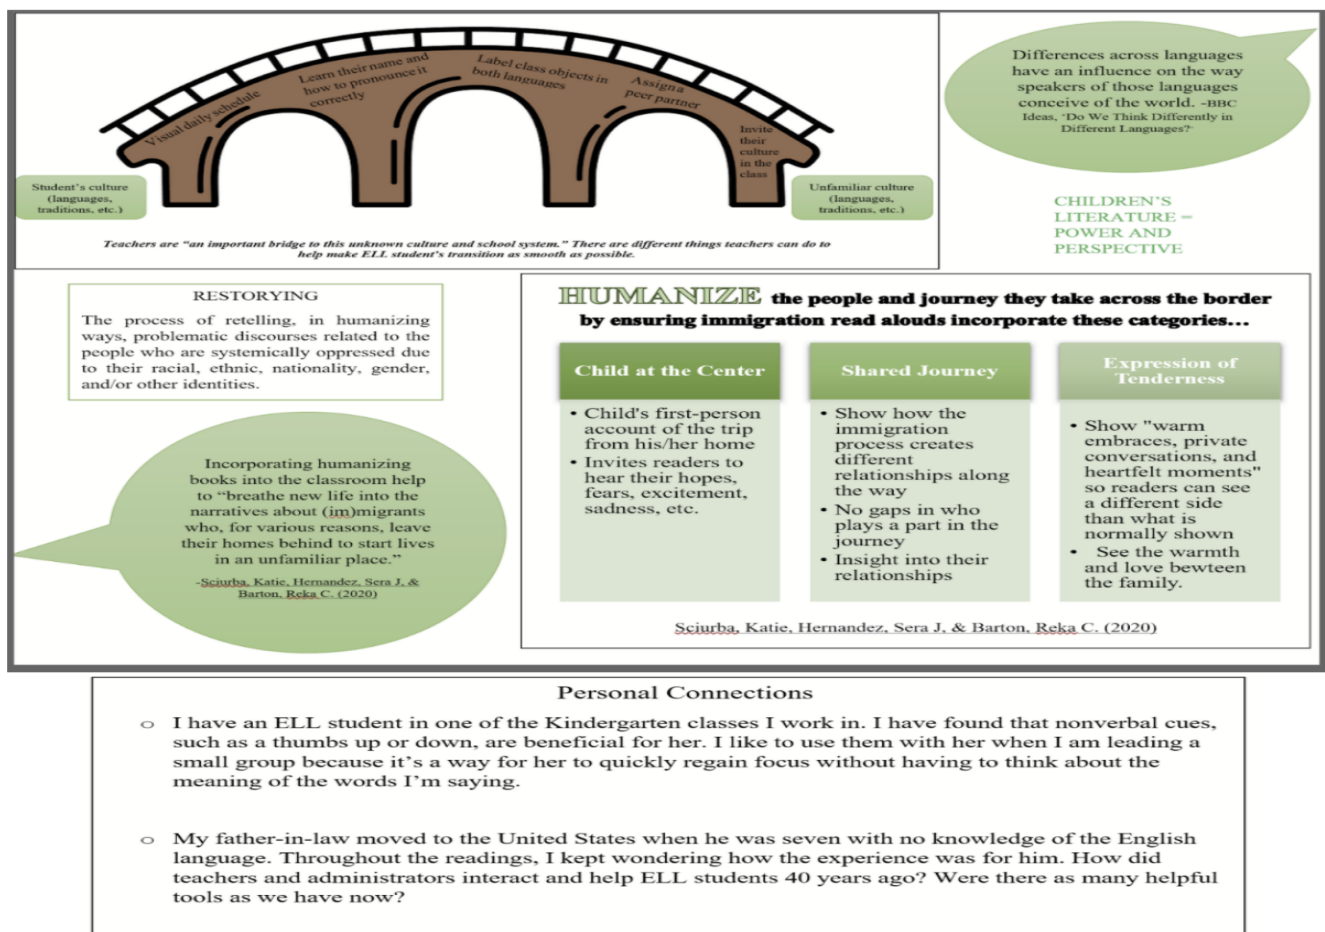 Visual daily schedule
Learn their name and
how to pronounce it
correctly
Label class objects in
both languages
Assign a
peer partner
Invite
their
culture
in the
class
Student's culture
(languages,
traditions, etc.)
Unfamiliar culture
(languages,
traditions, etc.)
Teachers are "an important bridge to this unknown culture and school system." There are different things teachers can do to
help make ELL student's transition as smooth as possible.
Differences across languages
have an influence on the way
speakers of those languages
conceive of the world. -BBC
Ideas, 'Do We Think Differently in
Different Languages?'
CHILDREN'S
LITERATURE =
POWER AND
PERSPECTIVE
RESTORYING
The process of retelling, in humanizing
ways, problematic discourses related to the
people who are systemically oppressed due
to their racial, ethnic, nationality, gender,
and/or other identities.
Incorporating humanizing
books into the classroom help
to "breathe new life into the
narratives about (im)migrants
who, for various reasons, leave
their homes behind to start lives
in an unfamiliar place."
-Sciurba, Katie, Hernandez, Sera J, &
Barton, Reka C. (2020)
HUMANIZE the people and journey they take across the border
by ensuring immigration read alouds incorporate these categories...
Child at the Center
• Child's first-person
account of the trip
from his/her home
• Invites readers to
hear their hopes,
fears, excitement,
sadness, etc.
Shared Journey
• Show how the
immigration
process creates
different
relationships along
the way
• No gaps in who
plays a part in the
journey
• Insight into their
relationships
Expression of
Tenderness
• Show "warm
embraces, private
conversations, and
heartfelt moments"
so readers can see
a different side
than what is
normally shown
• See the warmth
and love bewteen
the family.
Sciurba, Katie, Hernandez, Sera J, & Barton, Reka C. (2020)
Personal Connections
o I have an ELL student in one of the Kindergarten classes I work in. I have found that nonverbal cues,
such as a thumbs up or down, are beneficial for her. I like to use them with her when I am leading a
small group because it's a way for her to quickly regain focus without having to think about the
meaning of the words I'm saying.
o My father-in-law moved to the United States when he was seven with no knowledge of the English
language. Throughout the readings, I kept wondering how the experience was for him. How did
teachers and administrators interact and help ELL students 40 years ago? Were there as many helpful
tools as we have now?